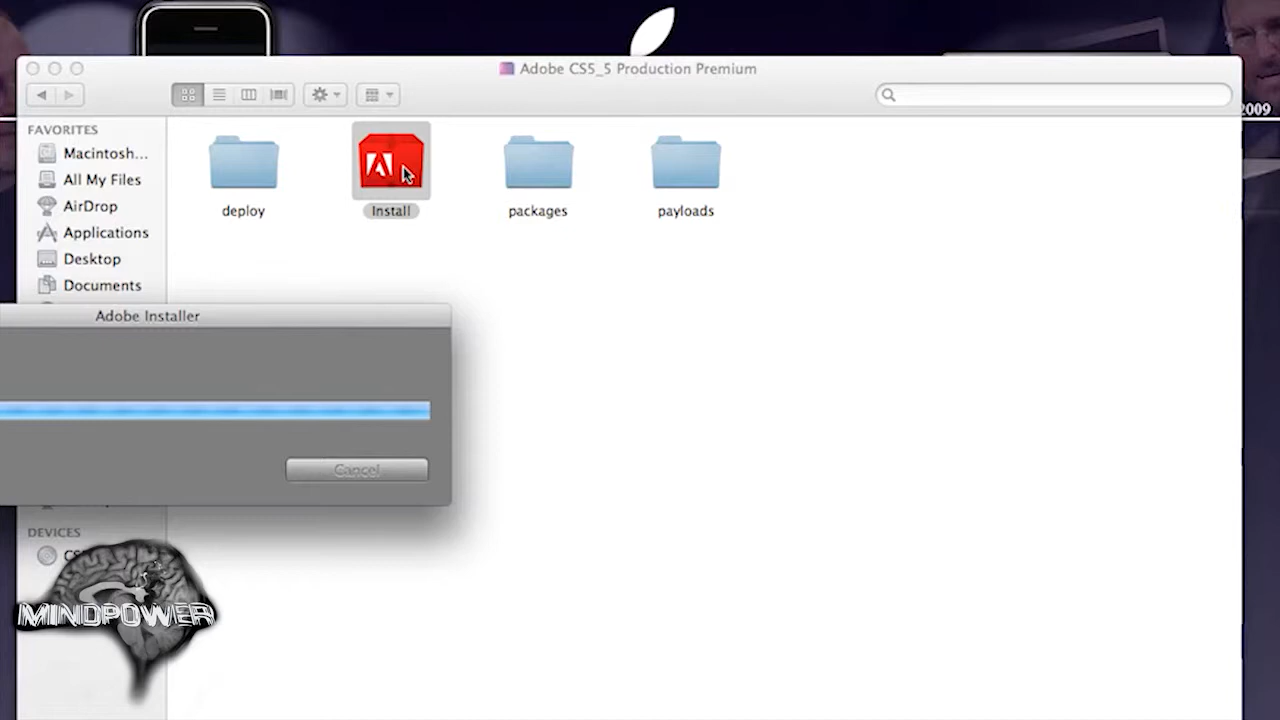 Adobe CS5_5 Production Premium
2009
FAVORITES
Macintosh...
All My Files
AirDrop
Applications
Desktop
Documents
deploy
Install
packages
payloads
Adobe Installer
Cancel
DEVICES
MINDPOWER